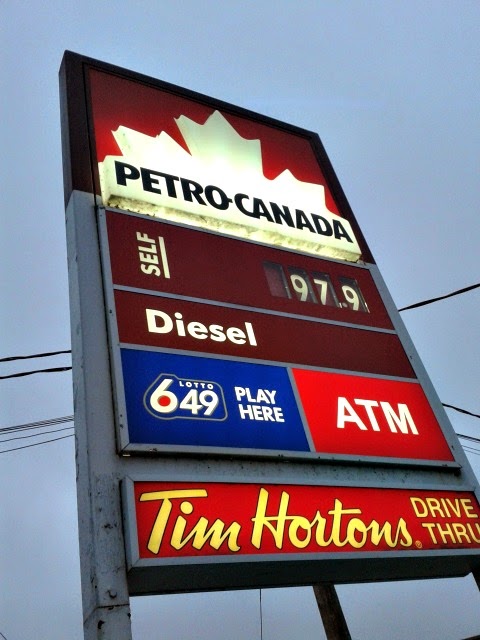 PETRO-CANADA
SELF 97.9
Diesel
LOTTO
649
PLAY
HERE
ATM
Tim Hortons
DRIVE
THRU